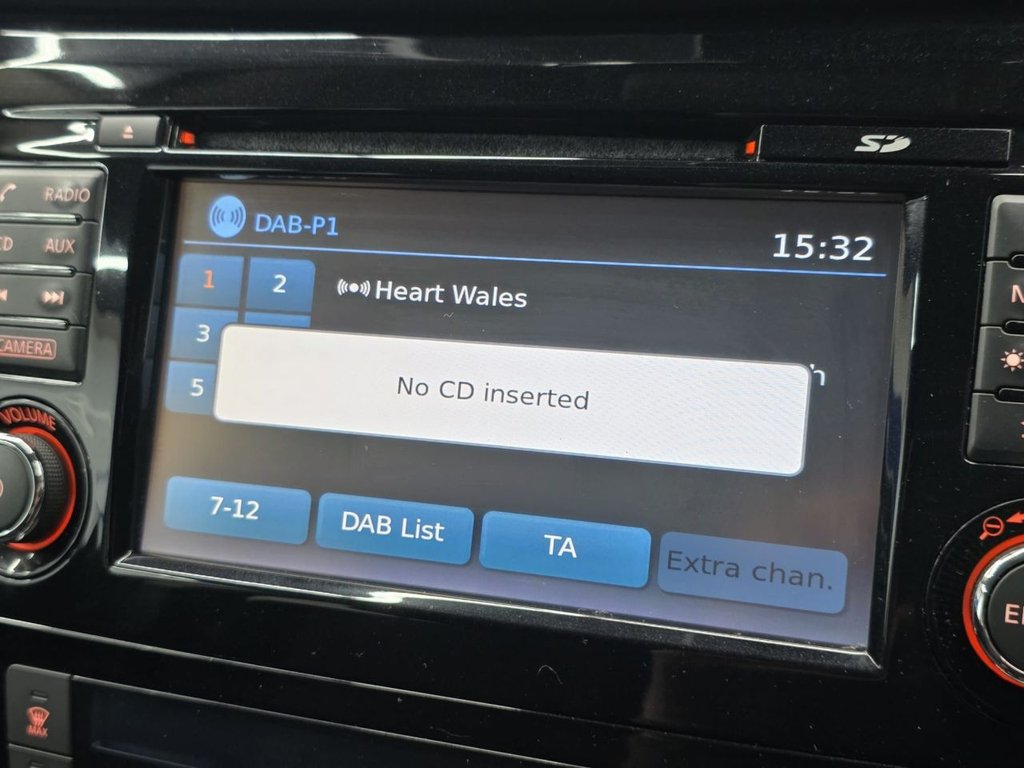 SD
RADIO
CD AUX
CAMERA
VOLUME
DAB-P1
15:32
1 2 Heart Wales
3
5
No CD inserted
7-12 DAB List TA Extra chan.
MAX